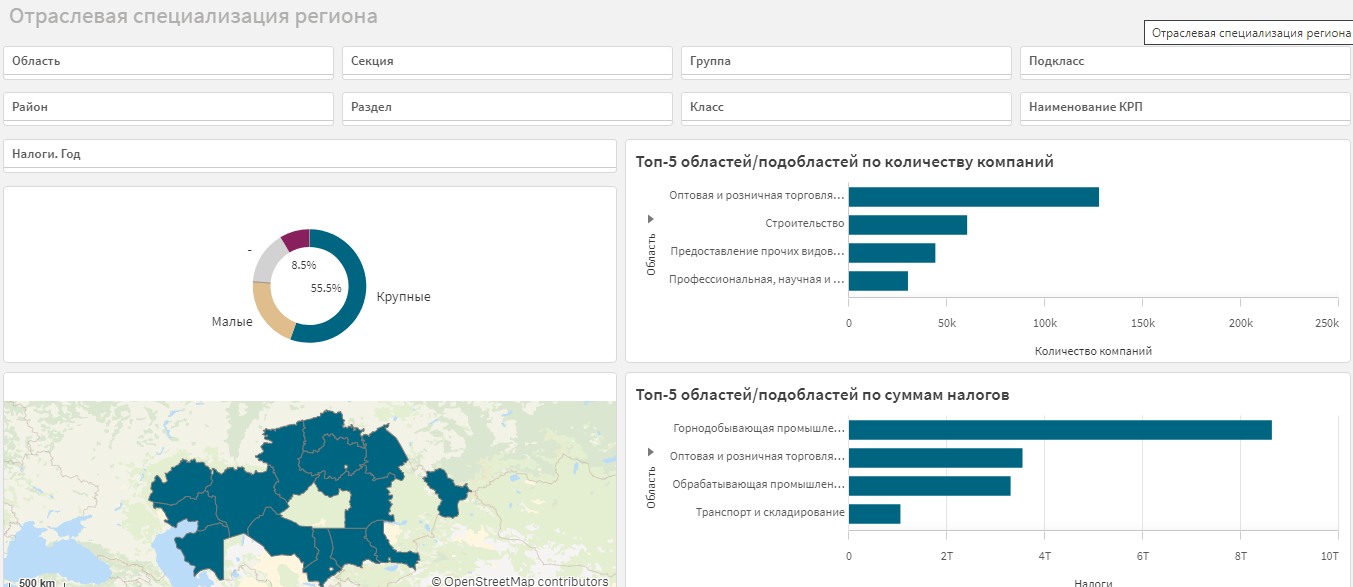 Отраслевая специализация региона
Отраслевая специализация региона
Область
Секция
Группа
Подкласс
Район
Раздел
Класс
Наименование КРП
Налоги. Год
Топ-5 областей/подобластей по количеству компаний
Область
Оптовая и розничная торговля...
Строительство
Предоставление прочих видов...
Профессиональная, научная и ...
0
50k
100k
150k
200k
250k
Количество компаний
-
8.5%
55.5%
Крупные
Малые
500 km
© OpenStreetMap contributors
Топ-5 областей/подобластей по суммам налогов
Область
Горнодобывающая промышле...
Оптовая и розничная торговля...
Обрабатывающая промышлен...
Транспорт и складирование
0
2T
4T
6T
8T
10T
Налоги